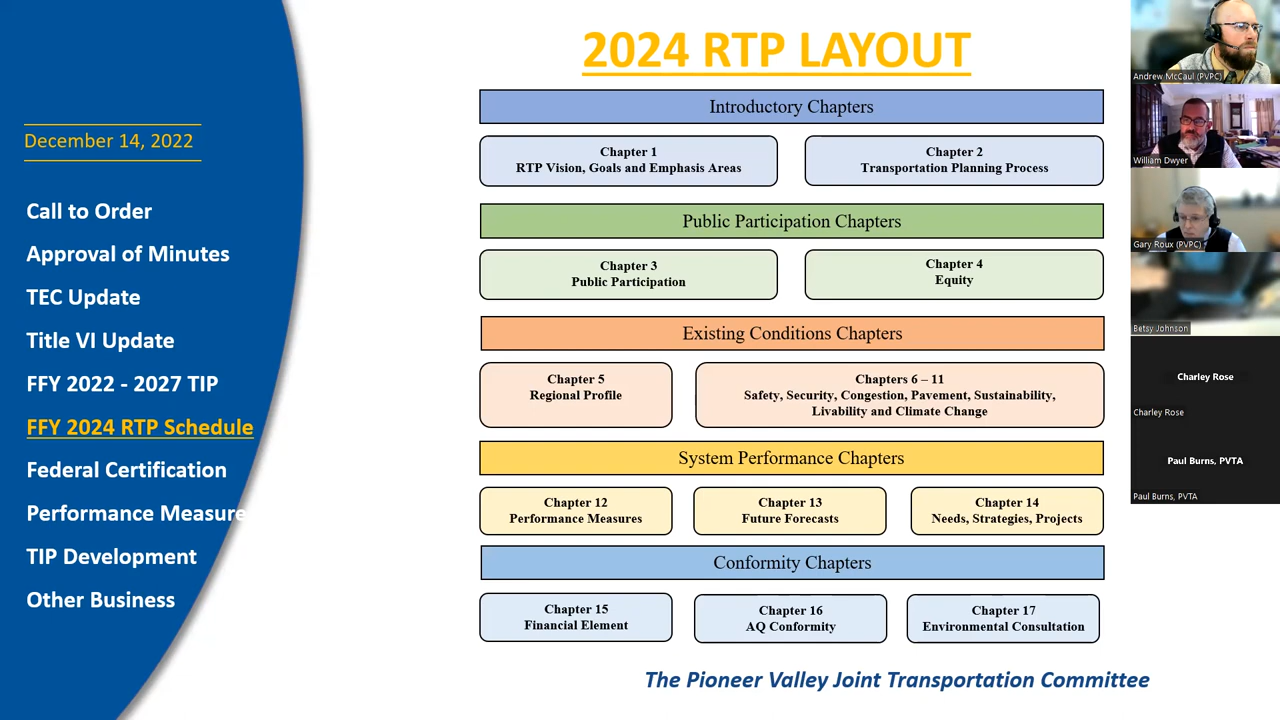 2024 RTP LAYOUT
December 14, 2022
Call to Order
Approval of Minutes
TEC Update
Title VI Update
FFY 2022 - 2027 TIP
FFY 2024 RTP Schedule
Federal Certification
Performance Measure
TIP Development
Other Business
Introductory Chapters
Chapter 1
RTP Vision, Goals and Emphasis Areas
Chapter 2
Transportation Planning Process
Public Participation Chapters
Chapter 3
Public Participation
Chapter 4
Equity
Existing Conditions Chapters
Chapter 5
Regional Profile
Chapters 6 – 11
Safety, Security, Congestion, Pavement, Sustainability,
Livability and Climate Change
System Performance Chapters
Chapter 12
Performance Measures
Chapter 13
Future Forecasts
Chapter 14
Needs, Strategies, Projects
Conformity Chapters
Chapter 15
Financial Element
Chapter 16
AQ Conformity
Chapter 17
Environmental Consultation
The Pioneer Valley Joint Transportation Committee
Andrew McCaul (PVPC)
William Dwyer
Gary Roux (PVPC)
Betsy Johnson
Charley Rose
Charley Rose
Paul Burns, PVTA
Paul Burns, PVTA